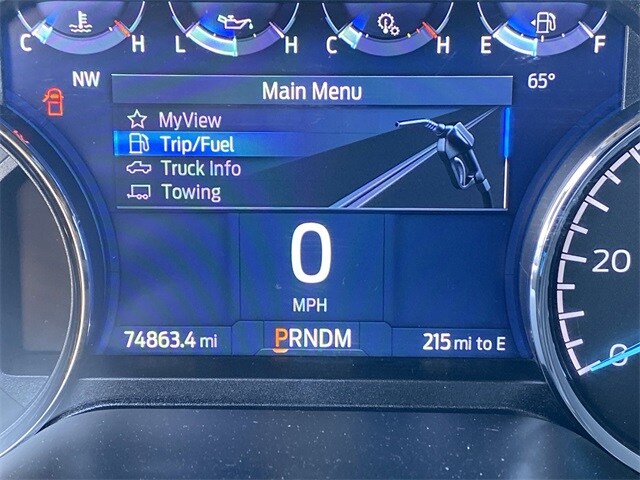 C H L H C H E F
NW Main Menu 65°
MyView
Trip/Fuel
Truck Info
Towing
0
MPH
20
0
74863.4 mi PRNDM 215 mi to E